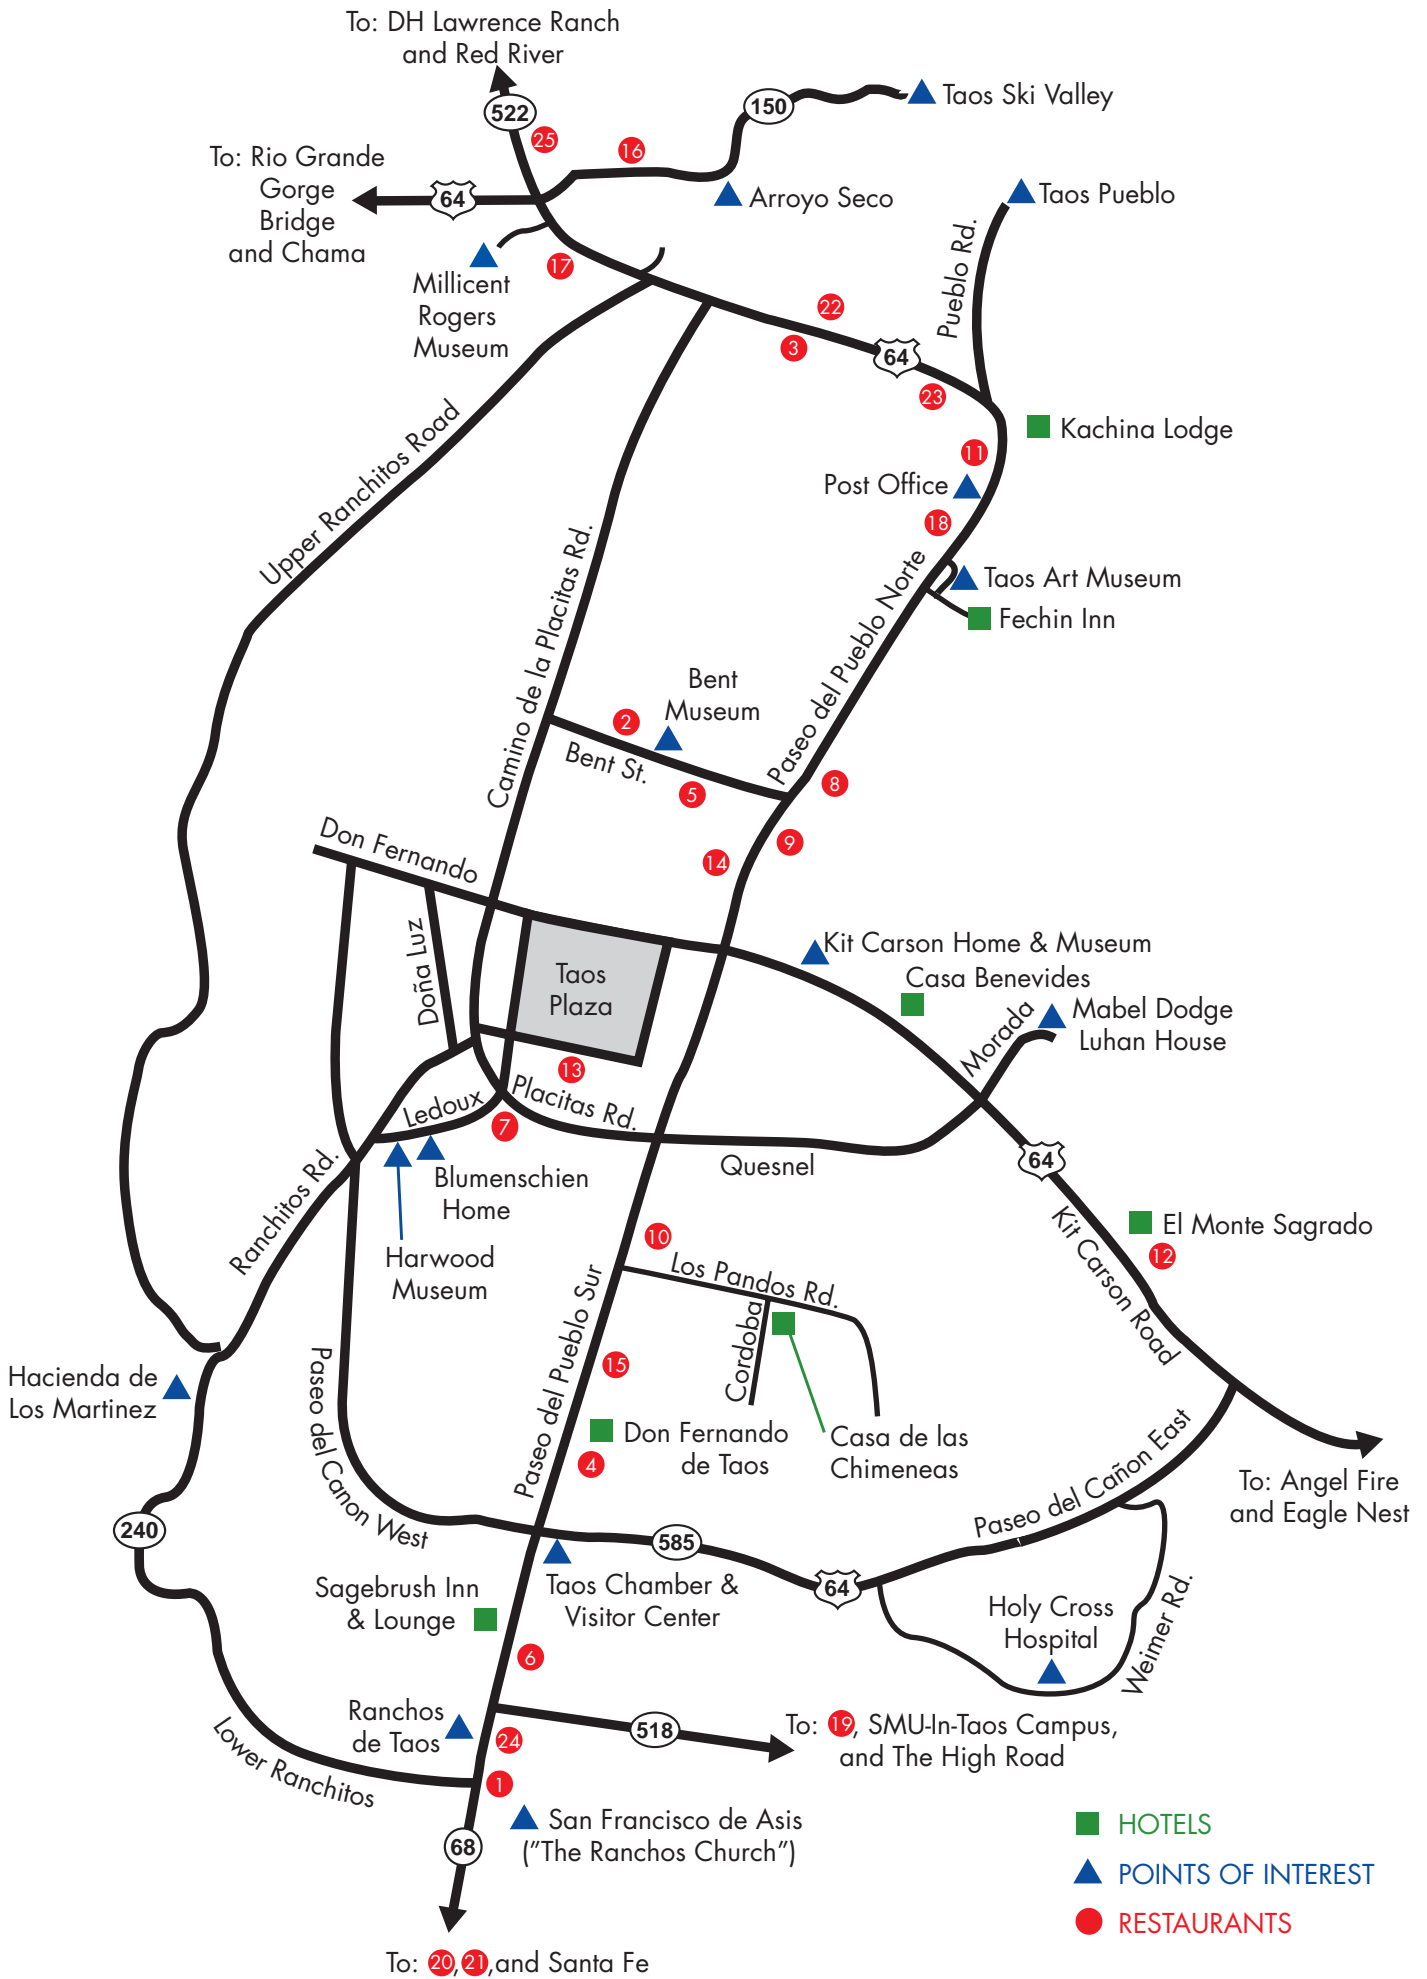 To: DH Lawrence Ranch
and Red River
522
25
16
150
Taos Ski Valley
To: Rio Grande
Gorge
Bridge
and Chama
64
Arroyo Seco
Taos Pueblo
Pueblo Rd.
Millicent
Rogers
Museum
17
22
3
64
23
Kachina Lodge
11
Post Office
18
Upper Ranchitos Road
Camino de la Placitas Rd.
Paseo del Pueblo Norte
Taos Art Museum
Fechin Inn
Bent
Museum
2
Bent St.
5
8
9
14
Don Fernando
Doña Luz
Taos
Plaza
Kit Carson Home & Museum
Casa Benevides
Morada
Mabel Dodge
Luhan House
13
Placitas Rd.
Ledoux
7
Quesnel
64
Blumenschien
Home
Ranchitos Rd.
Harwood
Museum
10
Los Pandos Rd.
Cordoba
Kit Carson Road
El Monte Sagrado
12
Paseo del Pueblo Sur
15
Hacienda de
Los Martinez
Paseo del Canon West
Don Fernando
de Taos
4
Casa de las
Chimeneas
Paseo del Cañon East
To: Angel Fire
and Eagle Nest
240
585
64
Sagebrush Inn
& Lounge
Taos Chamber &
Visitor Center
Holy Cross
Hospital
Weimer Rd.
6
Ranchos
de Taos
24
518
To: 19, SMU-In-Taos Campus,
and The High Road
Lower Ranchitos
1
San Francisco de Asis
("The Ranchos Church")
68
To: 20, 21, and Santa Fe
HOTELS
POINTS OF INTEREST
RESTAURANTS